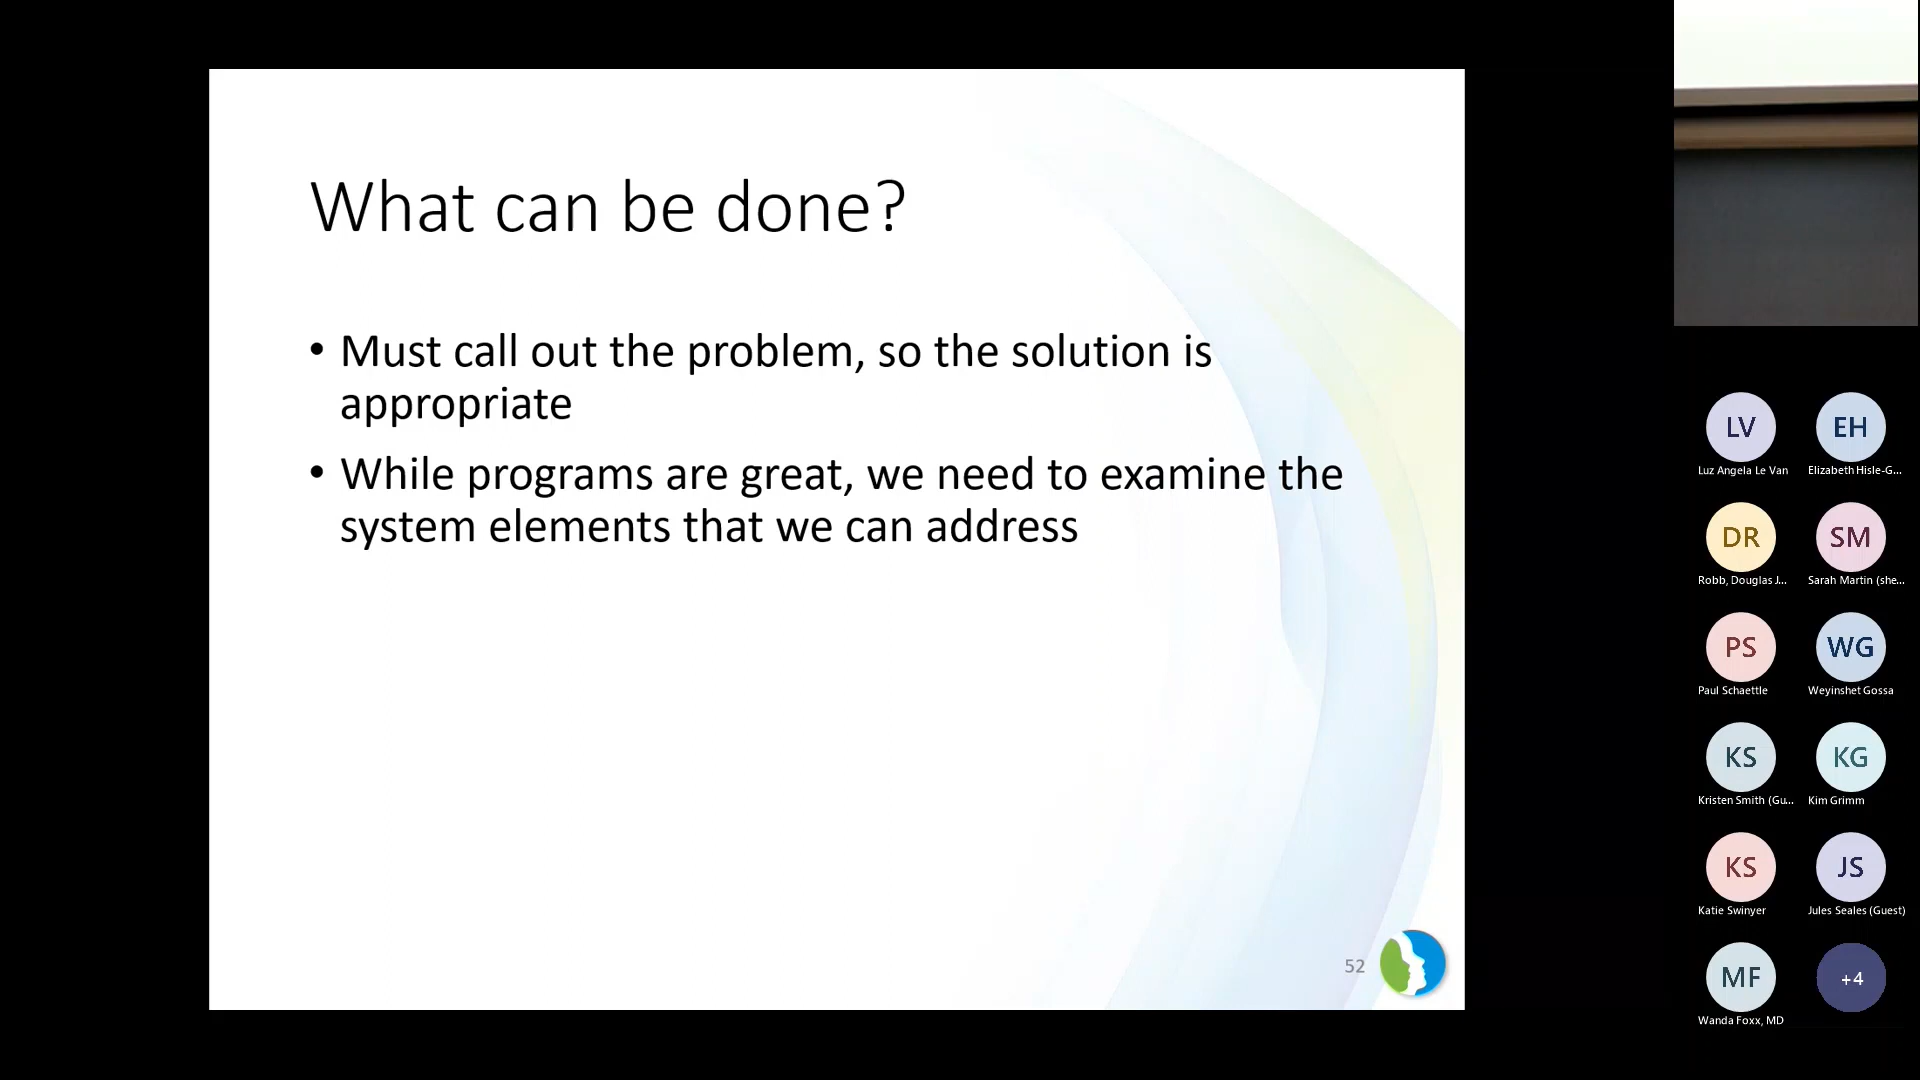 What can be done?
• Must call out the problem, so the solution is
appropriate
• While programs are great, we need to examine the
system elements that we can address
52
LV
EH
Luz Angela Le Van
Elizabeth Hisle-G...
DR
SM
Robb, Douglas J...
Sarah Martin (she...
PS
WG
Paul Schaettle
Weyinshet Gossa
KS
KG
Kristen Smith (Gu...
Kim Grimm
KS
JS
Katie Swinyer
Jules Seales (Guest)
MF
+4
Wanda Foxx, MD